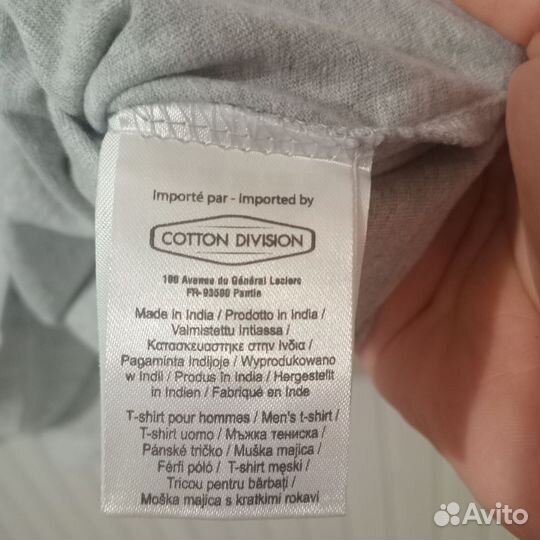 Importé par - Imported by
COTTON DIVISION
190 Avenue du Général Leclerc
FR-93500 Pantin
Made in India / Prodotto in India /
Valmistettu Intiassa /
Κατασκευαστηκε στην Ινδια /
Pagaminta Indijoje / Wyprodukowano
w Indii / Produs în India / Hergestellt
in Indien / Fabriqué en Inde
T-shirt pour hommes / Men's t-shirt /
T-shirt uomo / Мъжка тениска /
Pánské tričko / Muška majica /
Férfi póló / T-shirt męski /
Tricou pentru bărbați /
Moška majica s kratkimi rokavi
Avito